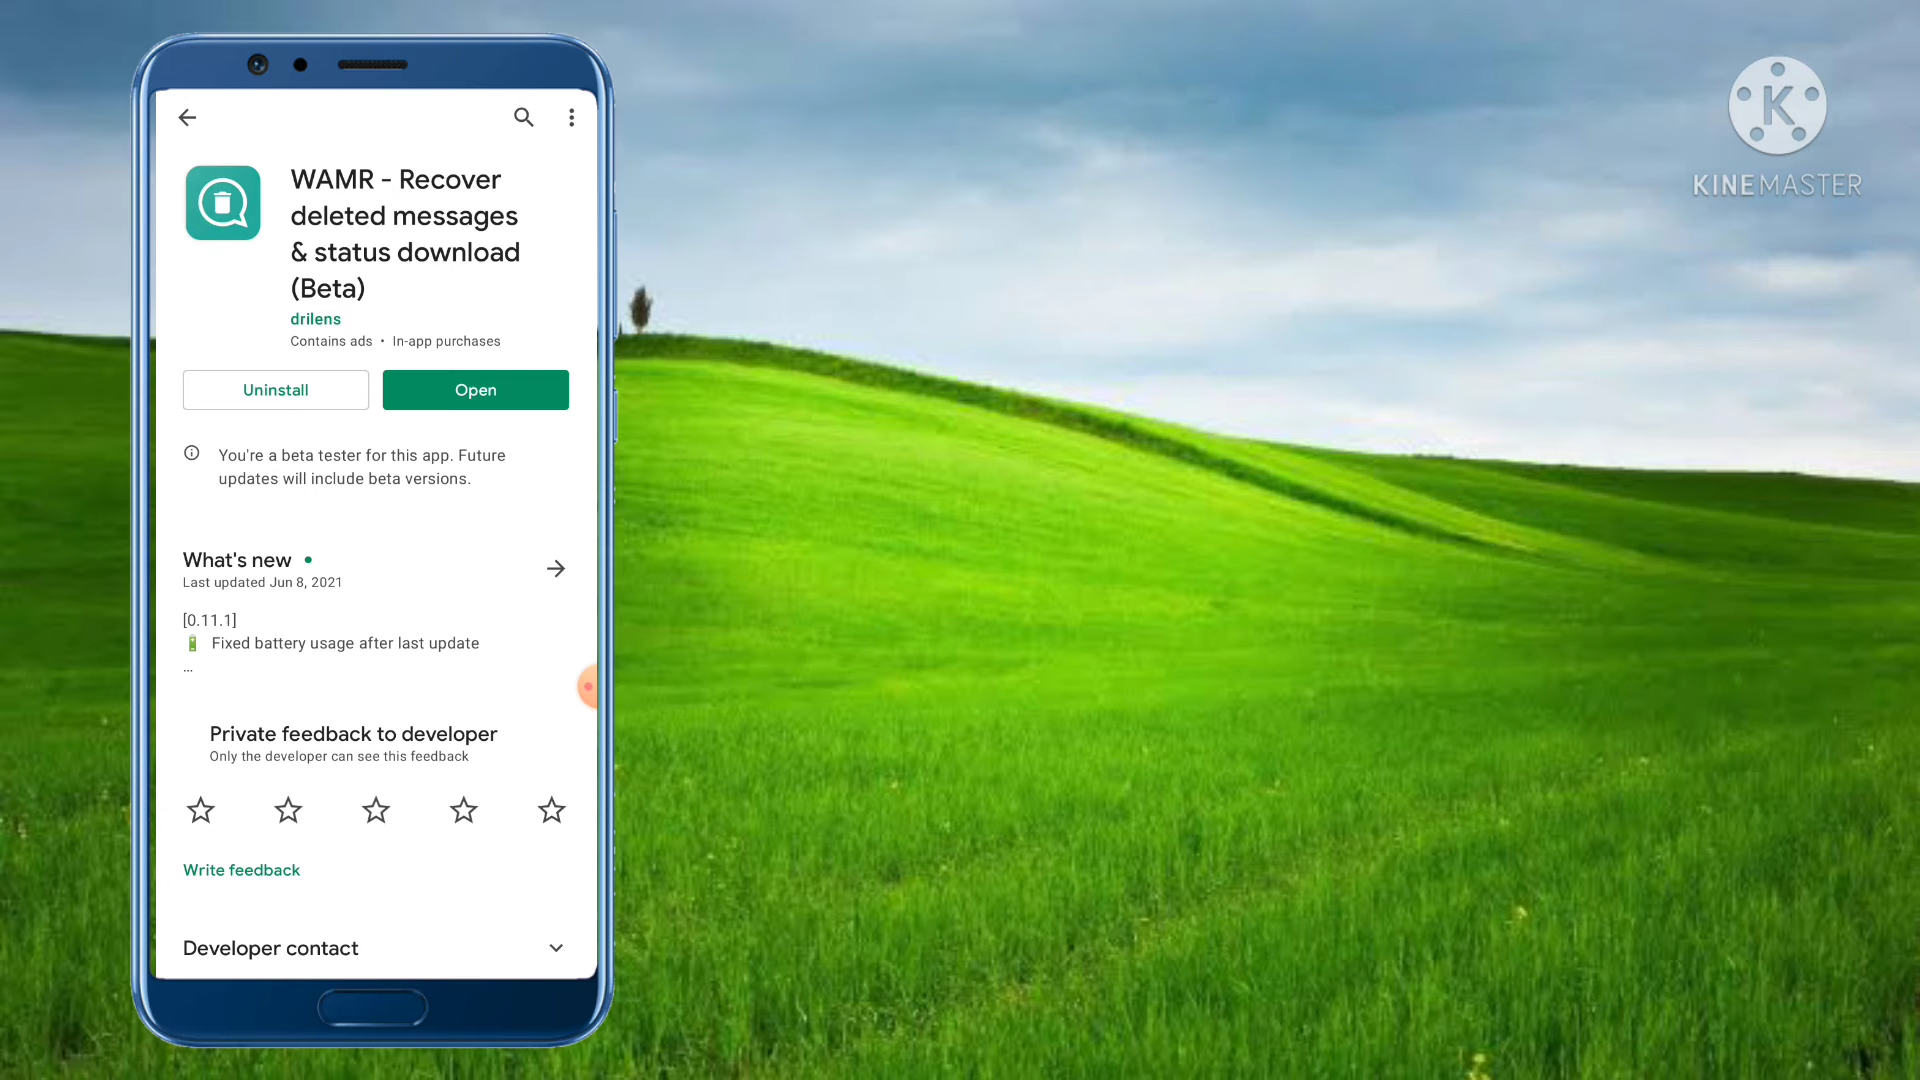 WAMR - Recover
deleted messages
& status download
(Beta)
drilens
Contains ads • In-app purchases
Uninstall
Open
You're a beta tester for this app. Future
updates will include beta versions.
What's new •
Last updated Jun 8, 2021
[0.11.1]
🔋 Fixed battery usage after last update
...
Private feedback to developer
Only the developer can see this feedback
Write feedback
Developer contact
K
KINEMASTER